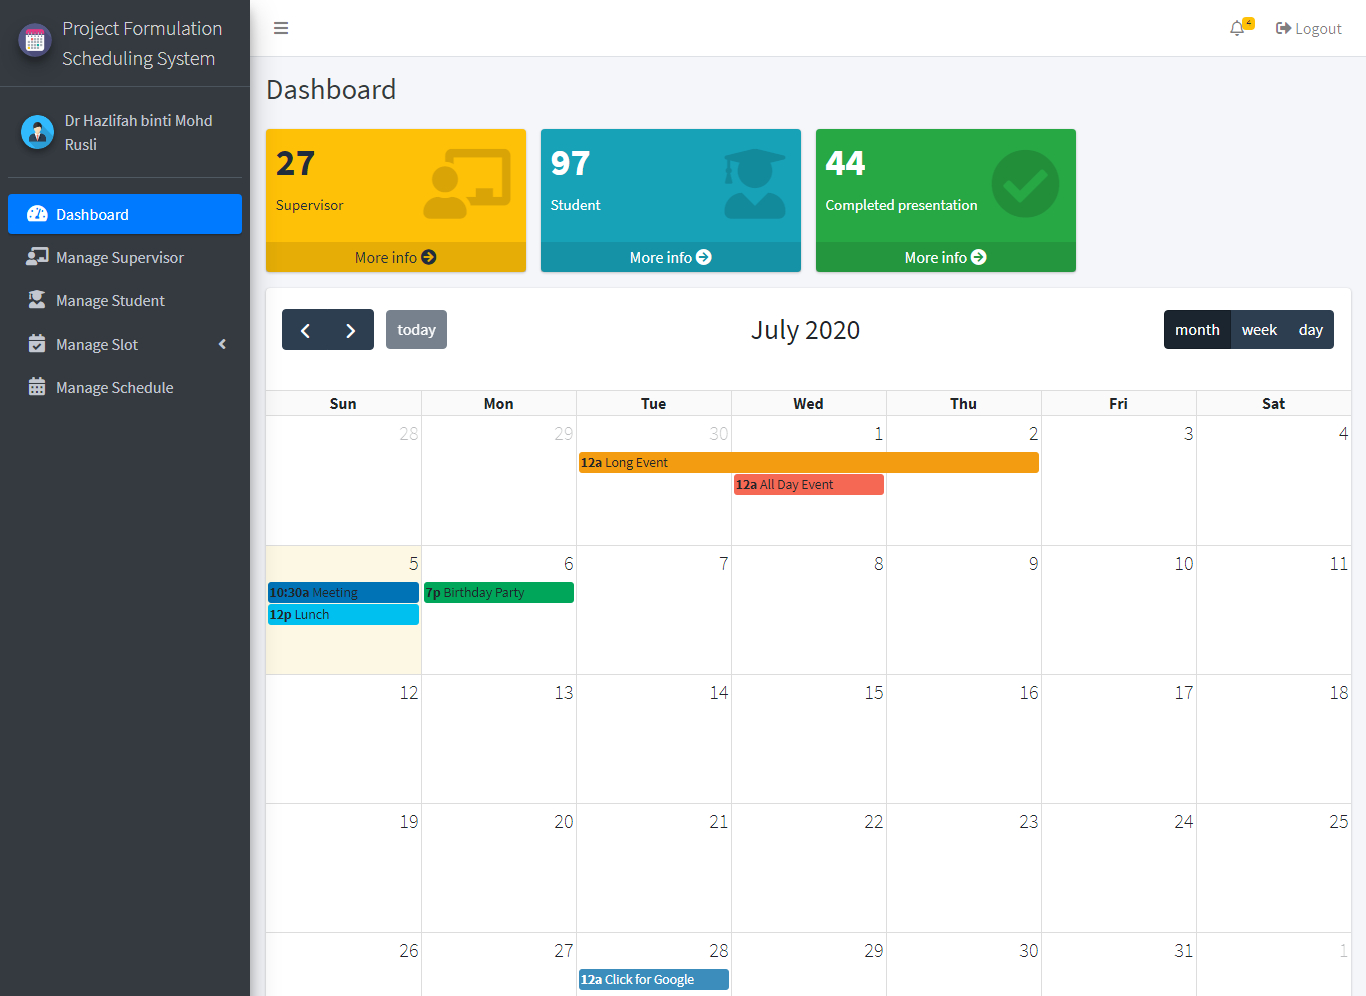 Project Formulation
Scheduling System
4
Logout
Dr Hazlifah binti Mohd
Rusli
Dashboard
Manage Supervisor
Manage Student
Manage Slot
Manage Schedule
Dashboard
27
Supervisor
More info
97
Student
More info
44
Completed presentation
More info
today
July 2020
month week day
Sun Mon Tue Wed Thu Fri Sat
28 29 30 1 2 3 4
12a Long Event
12a All Day Event
5 6 7 8 9 10 11
10:30a Meeting 7p Birthday Party
12p Lunch
12 13 14 15 16 17 18
19 20 21 22 23 24 25
26 27 28 29 30 31 1
12a Click for Google